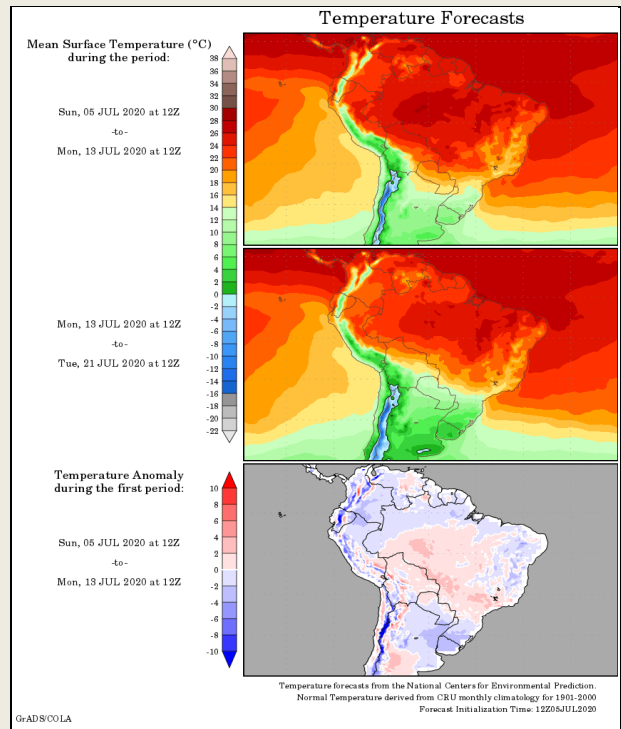 Temperature Forecasts
Mean Surface Temperature (°C)
during the period:
38
36
34
32
30
28
26
24
22
20
18
16
14
12
10
8
6
4
2
0
-2
-4
-6
-8
-10
-12
-14
-16
-18
-20
-22
Sun, 05 JUL 2020 at 12Z
-to-
Mon, 13 JUL 2020 at 12Z
Mon, 13 JUL 2020 at 12Z
-to-
Tue, 21 JUL 2020 at 12Z
Temperature Anomaly
during the first period:
10
8
6
4
2
0
-2
-4
-6
-8
-10
Sun, 05 JUL 2020 at 12Z
-to-
Mon, 13 JUL 2020 at 12Z
Temperature forecasts from the National Centers for Environmental Prediction.
Normal Temperature derived from CRU monthly climatology for 1901-2000
Forecast Initialization Time: 12Z05JUL2020
GrADS/COLA